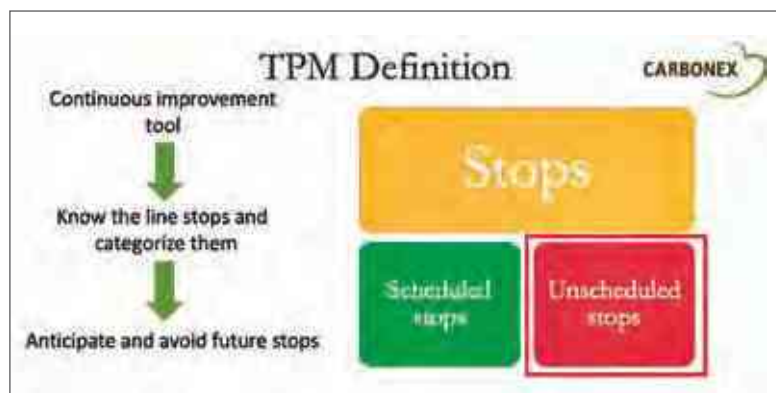 TPM Definition
CARBONEX
Continuous improvement
tool
Know the line stops and
categorize them
Anticipate and avoid future stops
Stops
Scheduled
stops
Unscheduled
stops